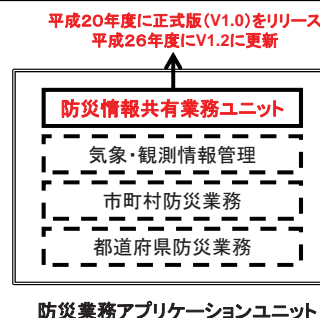 平成20年度に正式版(V1.0)をリリース
平成26年度にV1.2に更新
防災情報共有業務ユニット
気象・観測情報管理
市町村防災業務
都道府県防災業務
防災業務アプリケーションユニット